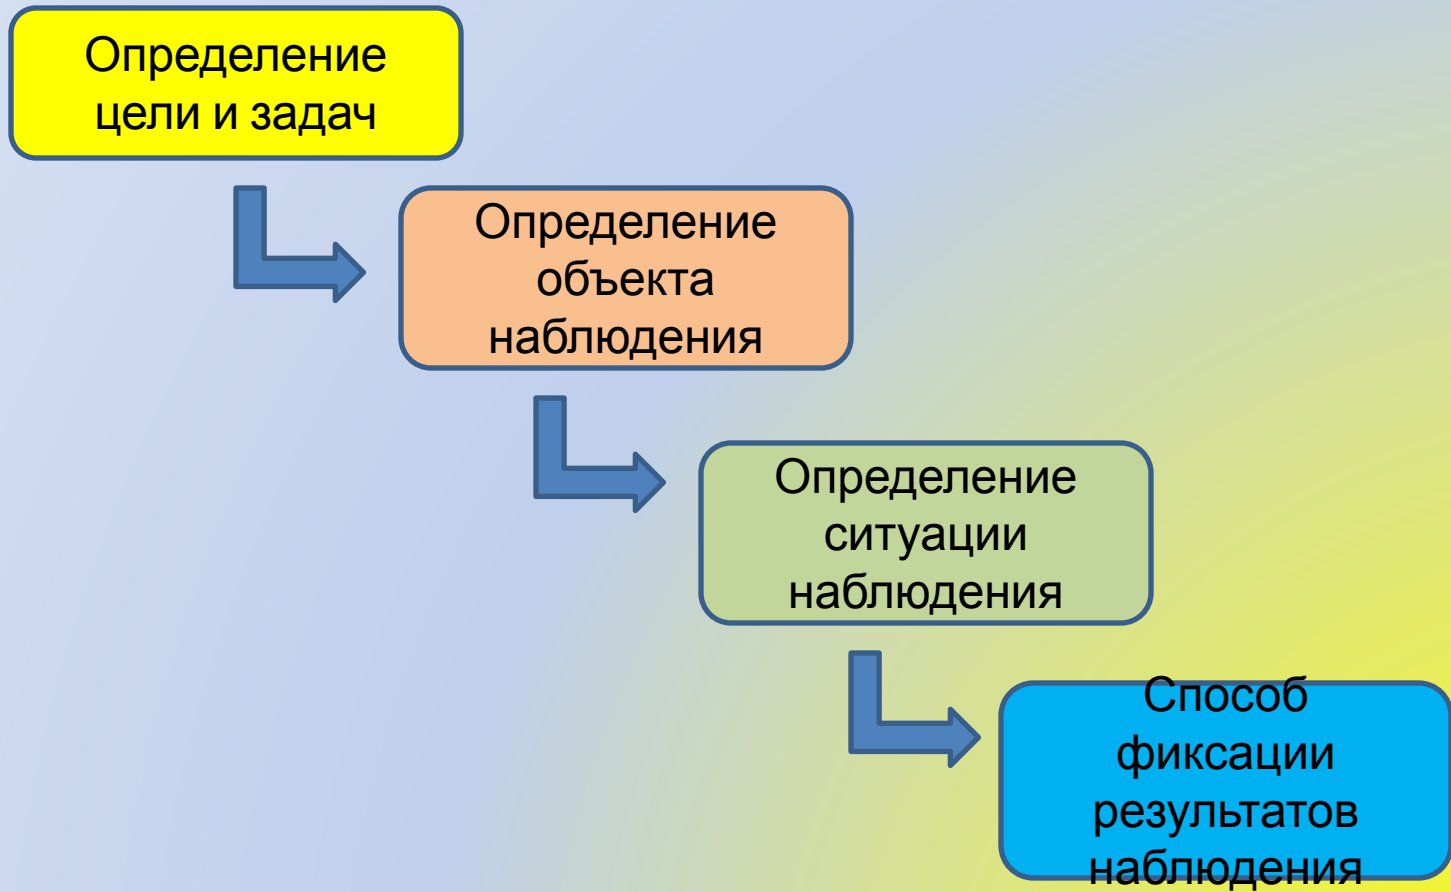 Определение
цели и задач
Определение
объекта
наблюдения
Определение
ситуации
наблюдения
Способ
фиксации
результатов
наблюдения